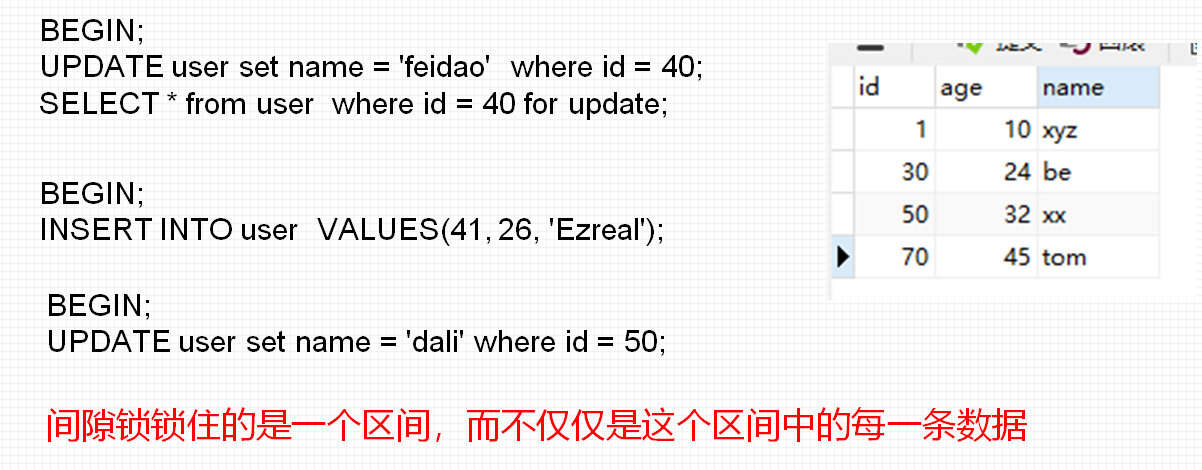 BEGIN;
UPDATE user set name = 'feidao' where id = 40;
SELECT * from user where id = 40 for update;
BEGIN;
INSERT INTO user VALUES(41, 26, 'Ezreal');
BEGIN;
UPDATE user set name = 'dali' where id = 50;
间隙锁锁住的是一个区间，而不仅仅是这个区间中的每一条数据
id age name
1 10 xyz
30 24 be
50 32 xx
70 45 tom